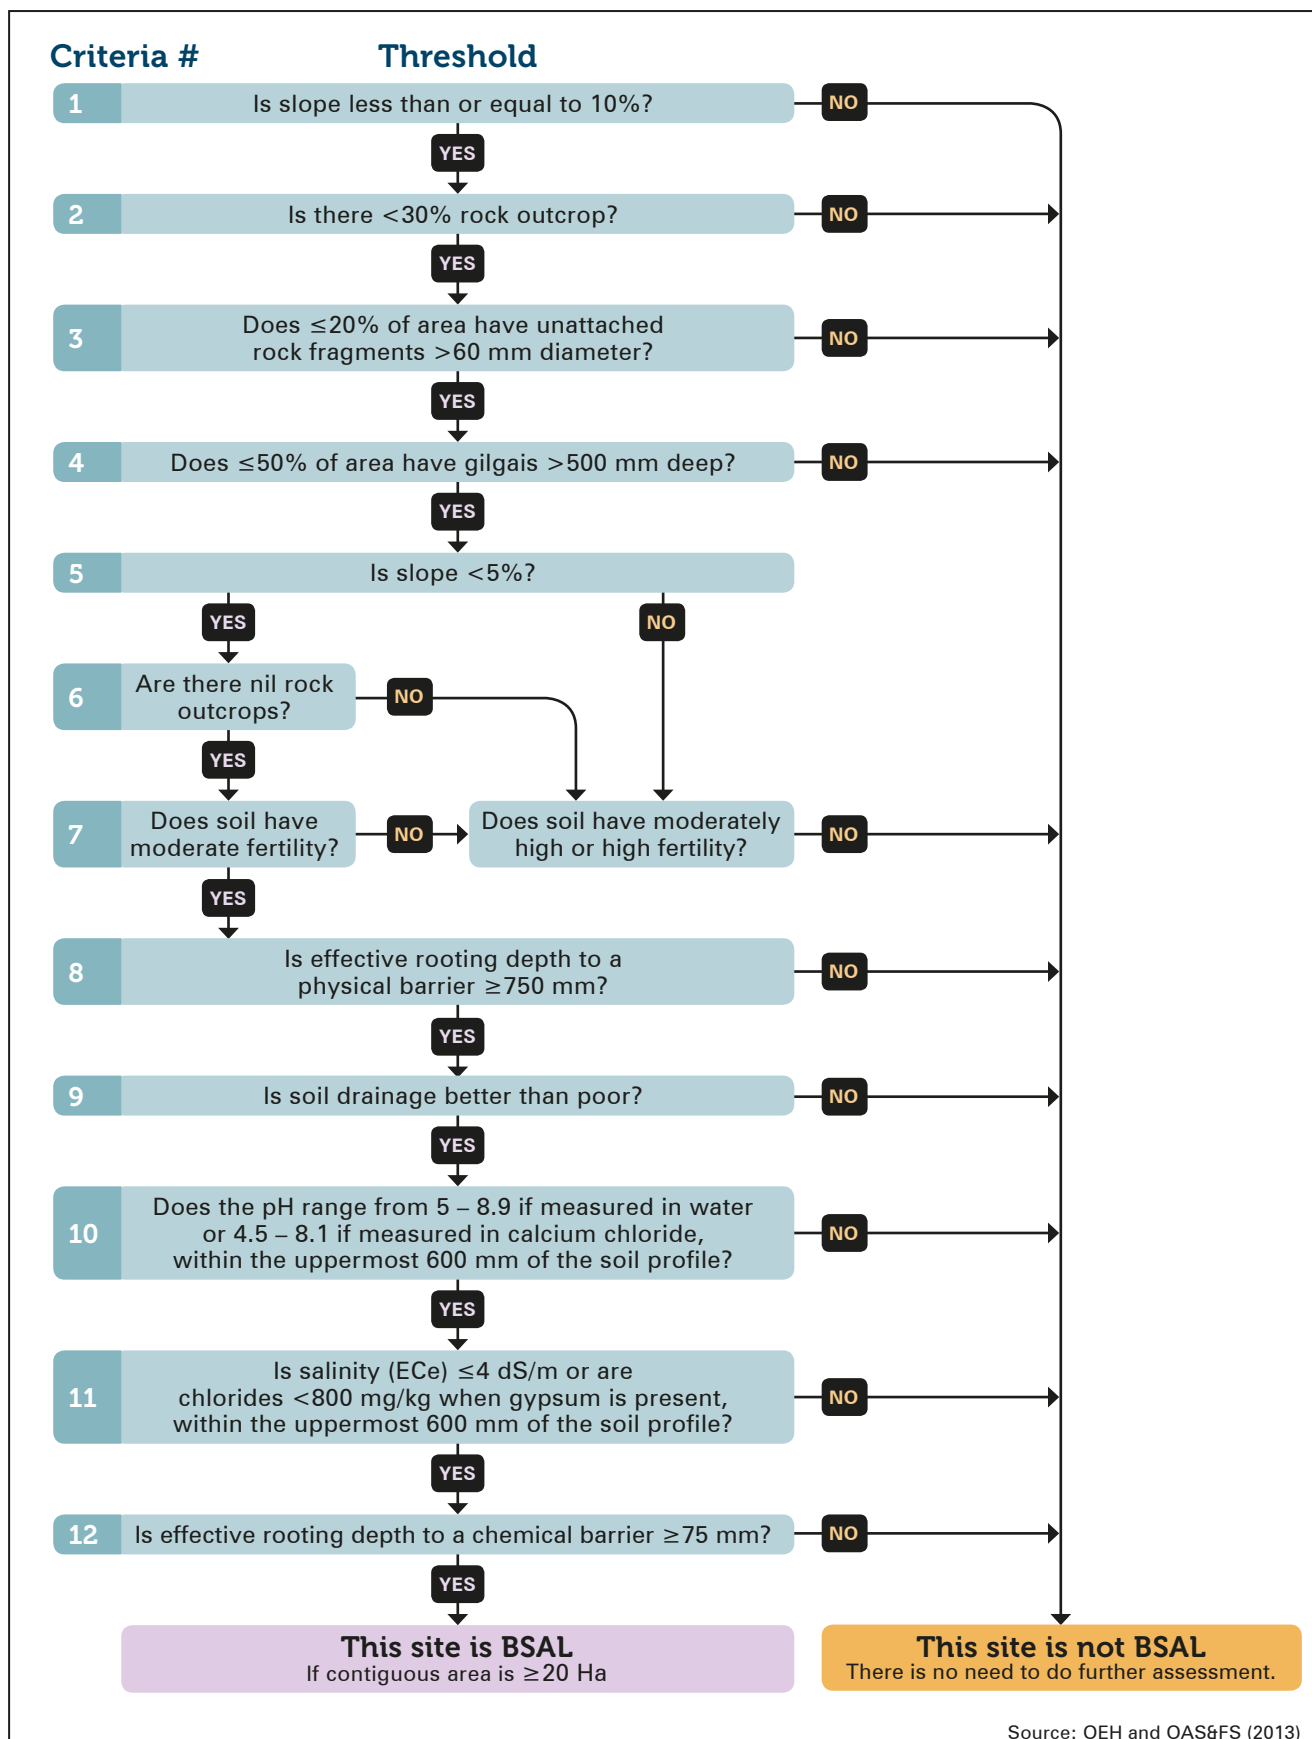 Criteria # Threshold
1 Is slope less than or equal to 10%? NO
YES
2 Is there <30% rock outcrop? NO
YES
3 Does ≤20% of area have unattached
rock fragments >60 mm diameter? NO
YES
4 Does ≤50% of area have gilgais >500 mm deep? NO
YES
5 Is slope <5%?
YES NO
6 Are there nil rock
outcrops? NO
YES
7 Does soil have
moderate fertility? NO
Does soil have moderately
high or high fertility? NO
YES
8 Is effective rooting depth to a
physical barrier ≥750 mm? NO
YES
9 Is soil drainage better than poor? NO
YES
10 Does the pH range from 5 – 8.9 if measured in water
or 4.5 – 8.1 if measured in calcium chloride,
within the uppermost 600 mm of the soil profile? NO
YES
11 Is salinity (ECe) ≤4 dS/m or are
chlorides <800 mg/kg when gypsum is present,
within the uppermost 600 mm of the soil profile? NO
YES
12 Is effective rooting depth to a chemical barrier ≥75 mm? NO
YES
This site is BSAL
If contiguous area is ≥20 Ha
This site is not BSAL
There is no need to do further assessment.
Source: OEH and OAS&FS (2013)